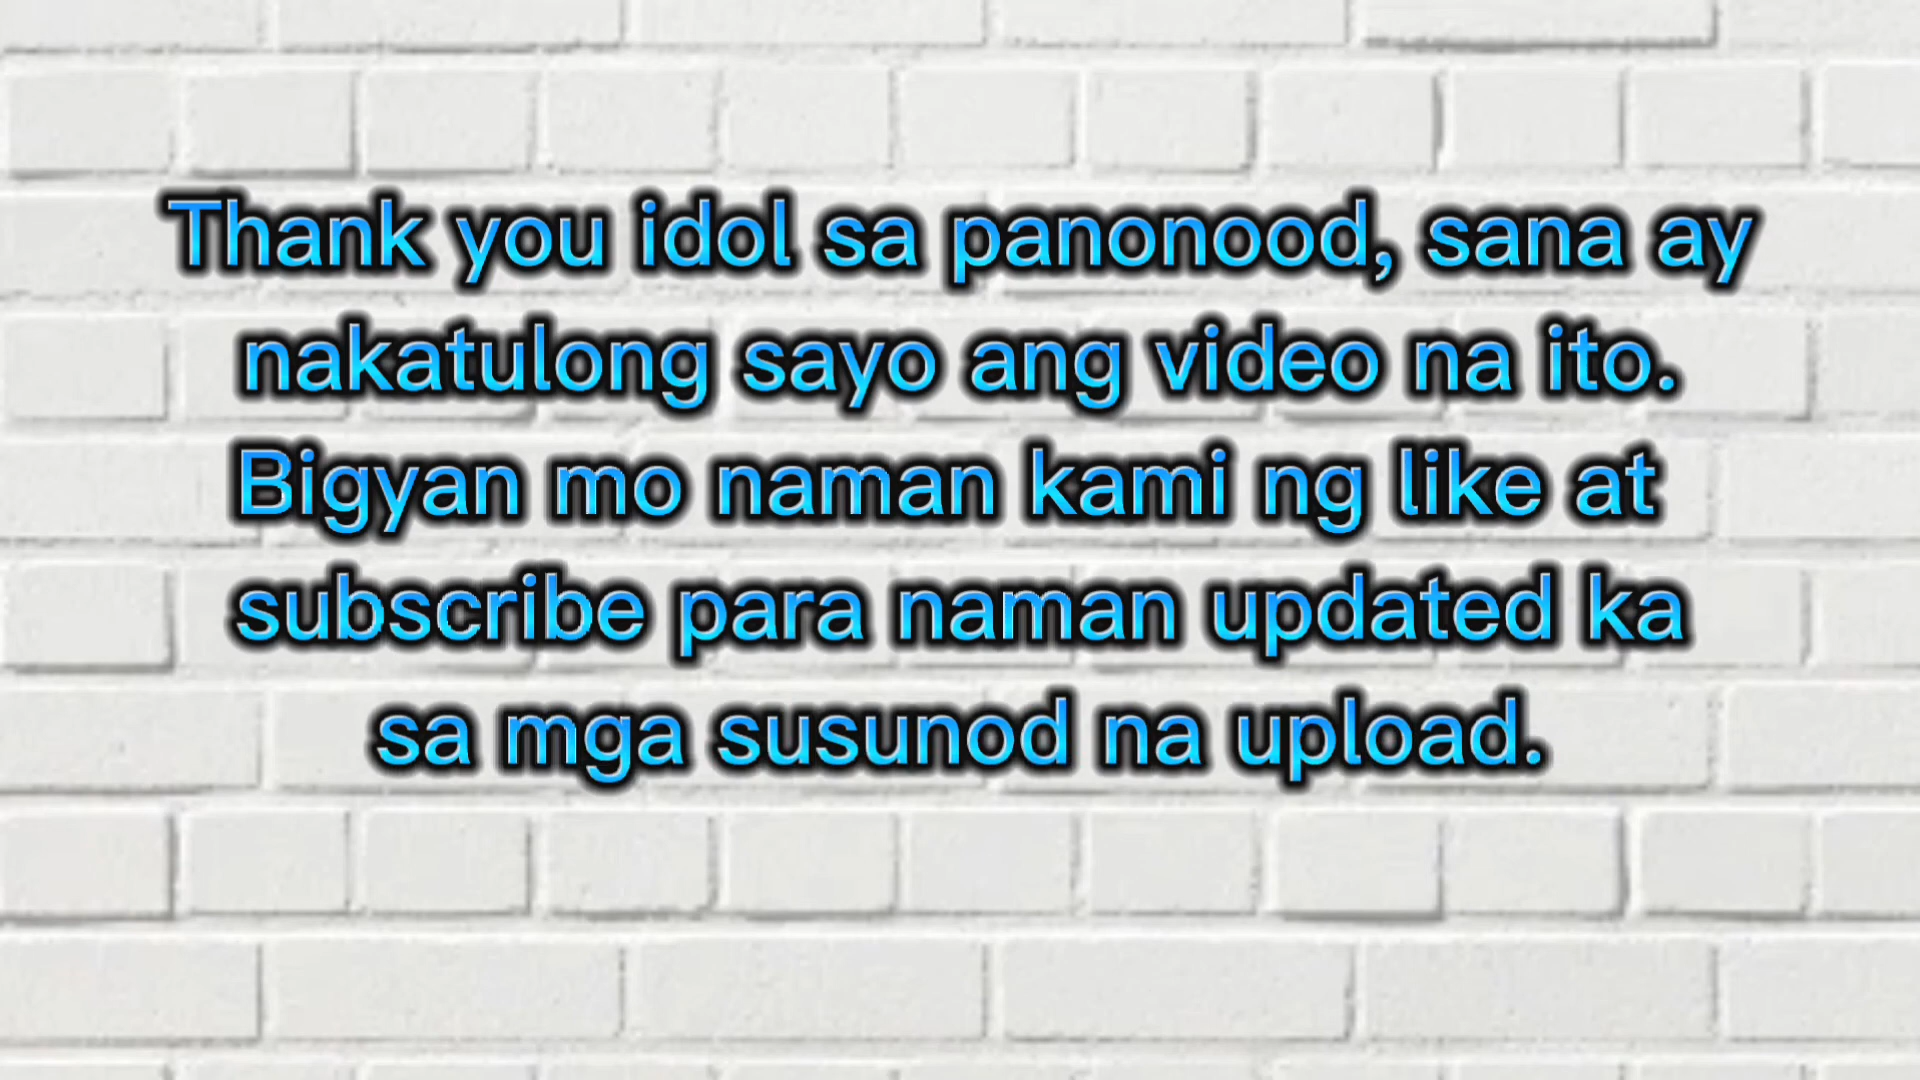 Thank you idol sa panonood, sana ay
nakatulong sayo ang video na ito.
Bigyan mo naman kami ng like at
subscribe para naman updated ka
sa mga susunod na upload.